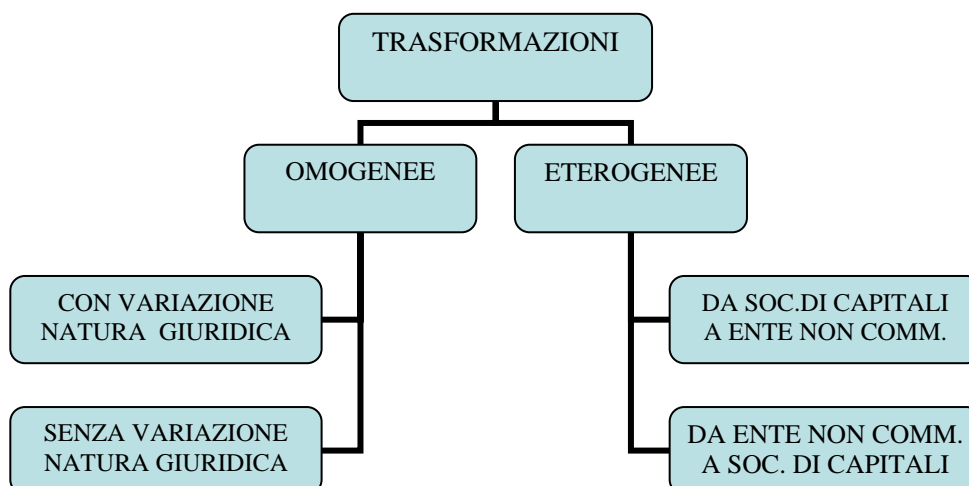 TRASFORMAZIONI
OMOGENEE
ETEROGENEE
CON VARIAZIONE
NATURA GIURIDICA
DA SOC.DI CAPITALI
A ENTE NON COMM.
SENZA VARIAZIONE
NATURA GIURIDICA
DA ENTE NON COMM.
A SOC. DI CAPITALI